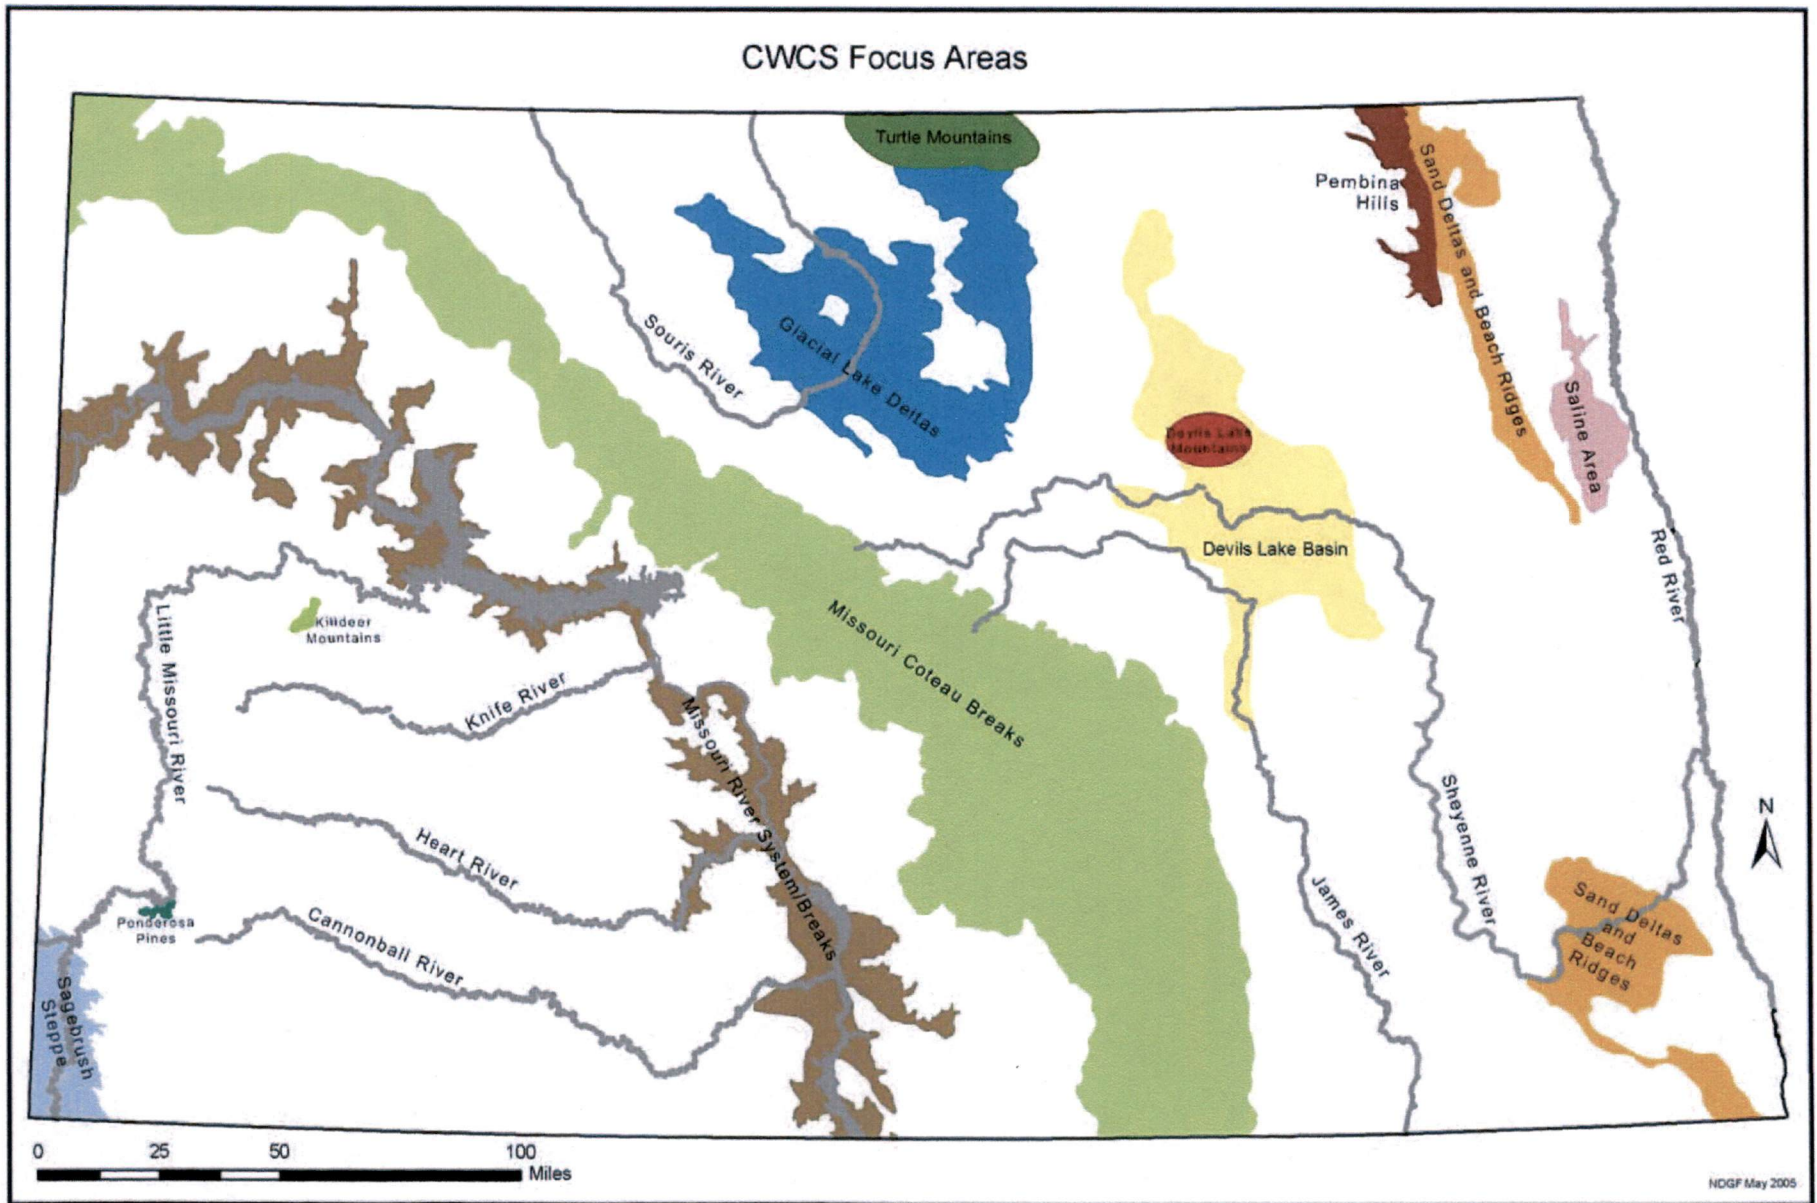 CWCS Focus Areas
Turtle Mountains
Pembina
Hills
Sand Deltas and Beach Ridges
Souris River
Glacial Lake Deltas
Saline Area
Devils Lake
Mountains
Devils Lake Basin
Red River
Killdeer
Mountains
Little Missouri River
Missouri Coteau Breaks
Knife River
Missouri River System/Breaks
Heart River
Sheyenne River
N
James River
Sand Deltas
and
Beach
Ridges
Ponderosa
Pines
Cannonball River
Sagebrush
Steppe
0 25 50 100
Miles
NDGF May 2005